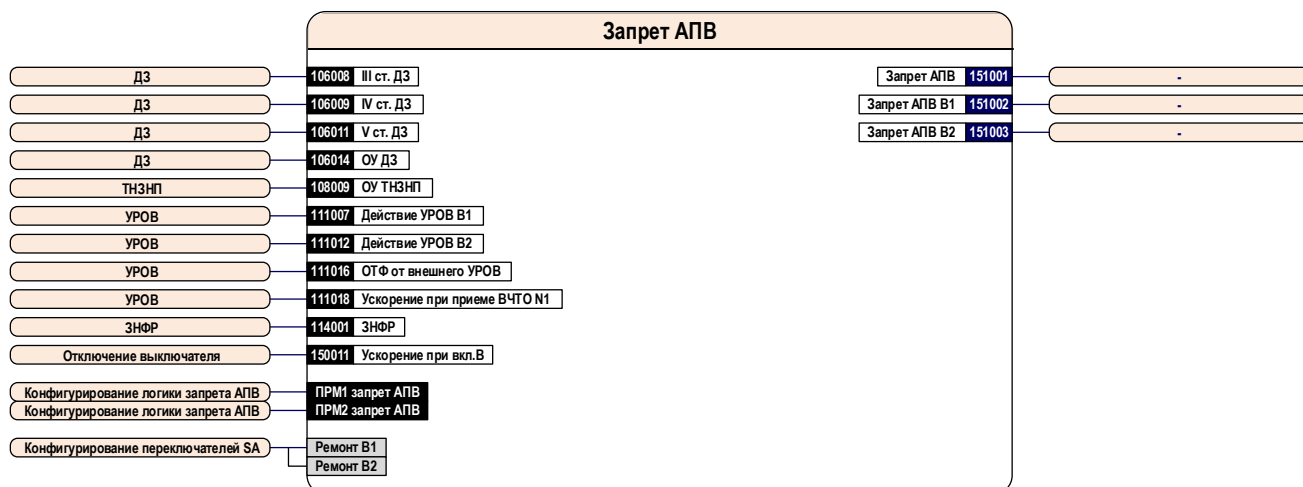 Запрет АПВ
ДЗ 106008 III ст. ДЗ Запрет АПВ 151001 -
ДЗ 106009 IV ст. ДЗ Запрет АПВ В1 151002 -
ДЗ 106011 V ст. ДЗ Запрет АПВ В2 151003 -
ДЗ 106014 ОУ ДЗ
ТНЗНП 108009 ОУ ТНЗНП
УРОВ 111007 Действие УРОВ В1
УРОВ 111012 Действие УРОВ В2
УРОВ 111016 ОТФ от внешнего УРОВ
УРОВ 111018 Ускорение при приеме ВЧТО N1
ЗНФР 114001 ЗНФР
Отключение выключателя 150011 Ускорение при вкл.В
Конфигурирование логики запрета АПВ ПРМ1 запрет АПВ
Конфигурирование логики запрета АПВ ПРМ2 запрет АПВ
Конфигурирование переключателей SA Ремонт В1
Ремонт В2